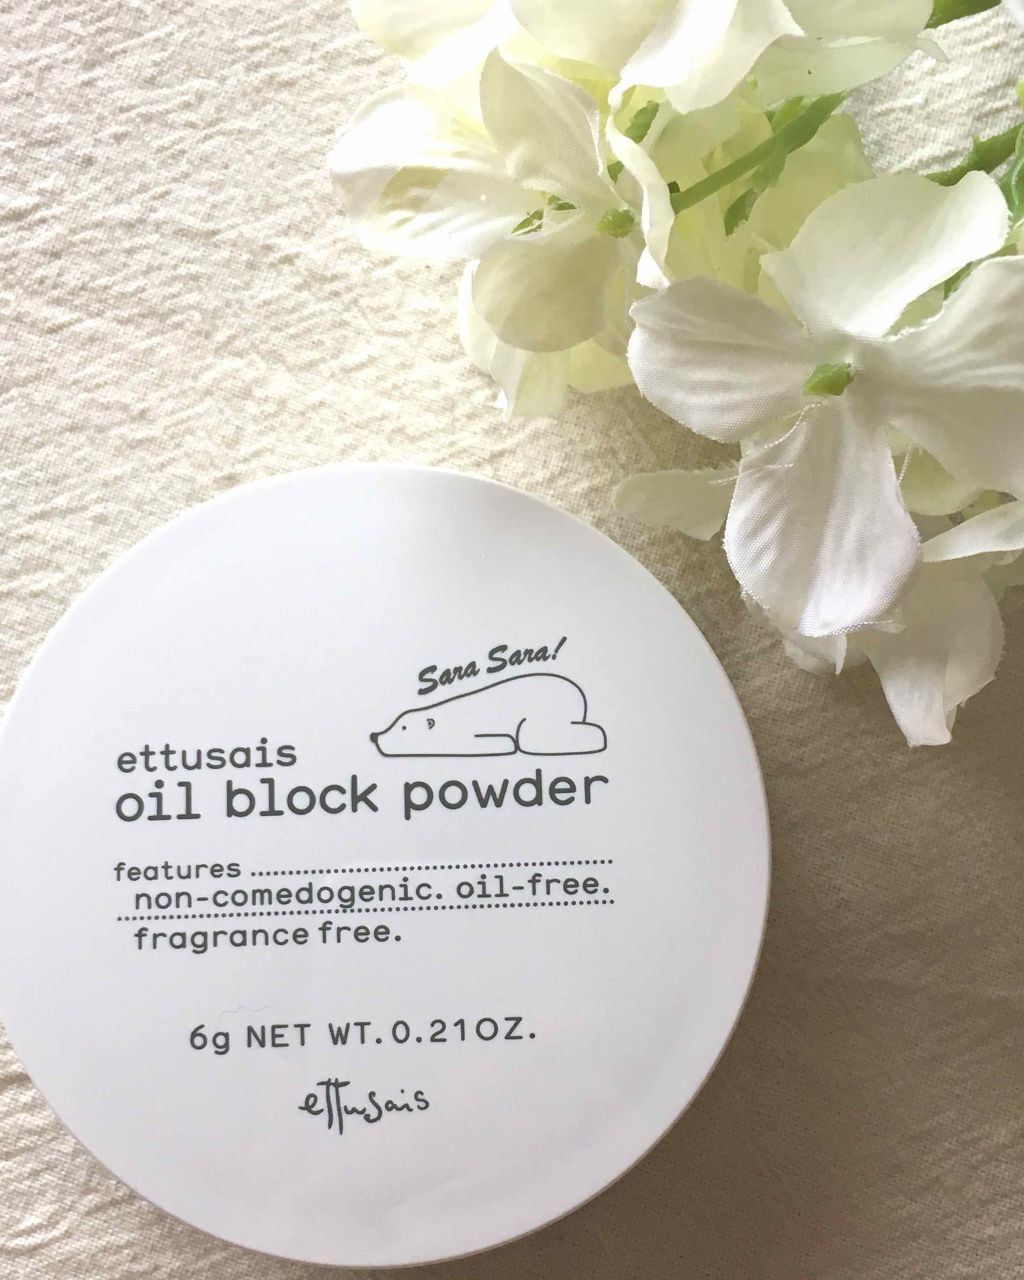 Sara Sara!
ettusais
oil block powder
features
non-comedogenic. oil-free.
fragrance free.
6g NET WT. 0.21OZ.
ettusais